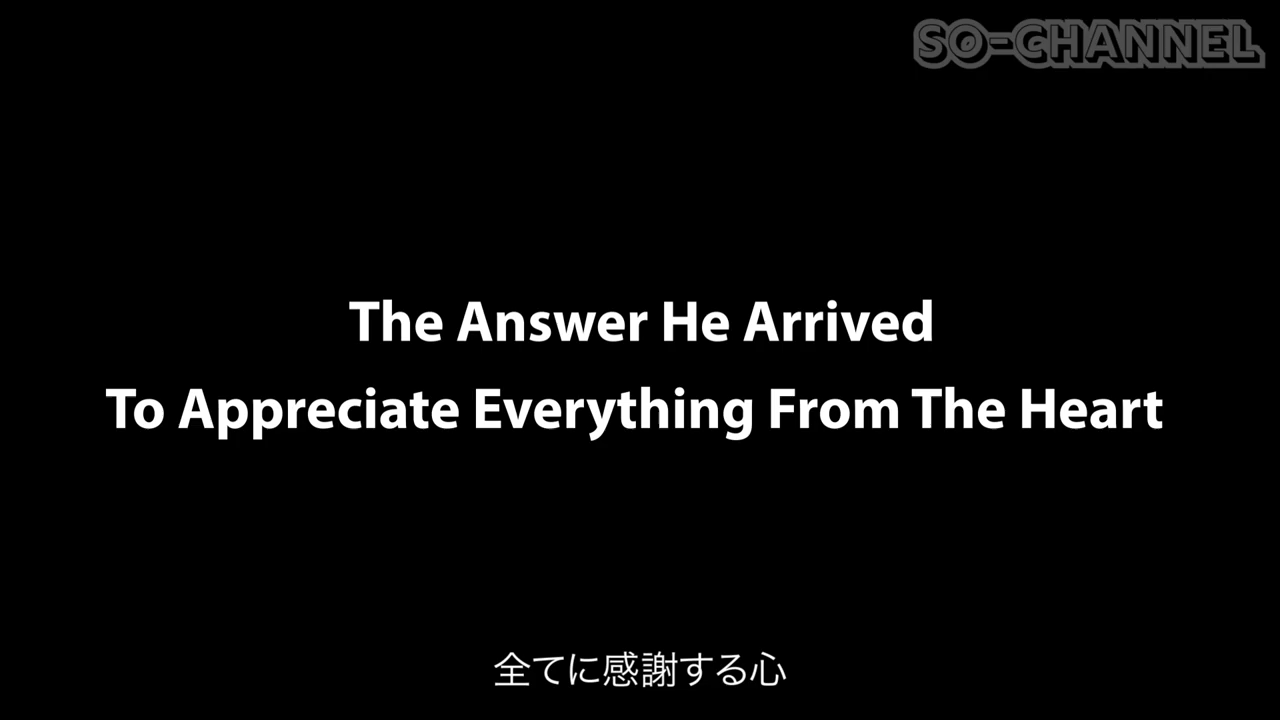 SO-CHANNEL
The Answer He Arrived
To Appreciate Everything From The Heart
全てに感謝する心